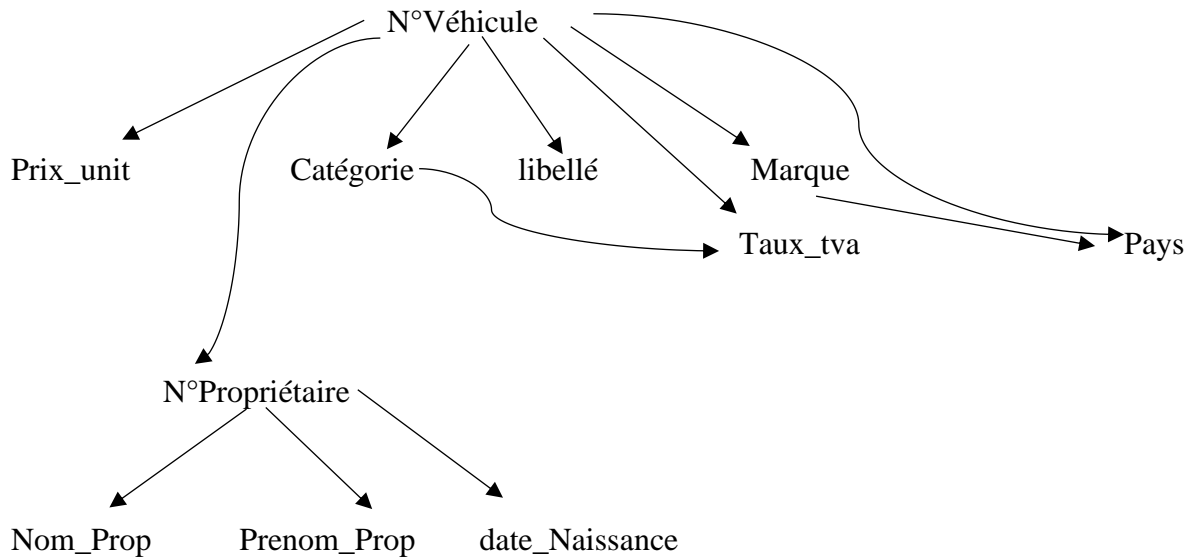 N°Véhicule
Prix_unit Catégorie libellé Marque
Taux_tva Pays
N°Propriétaire
Nom_Prop Prenom_Prop date_Naissance